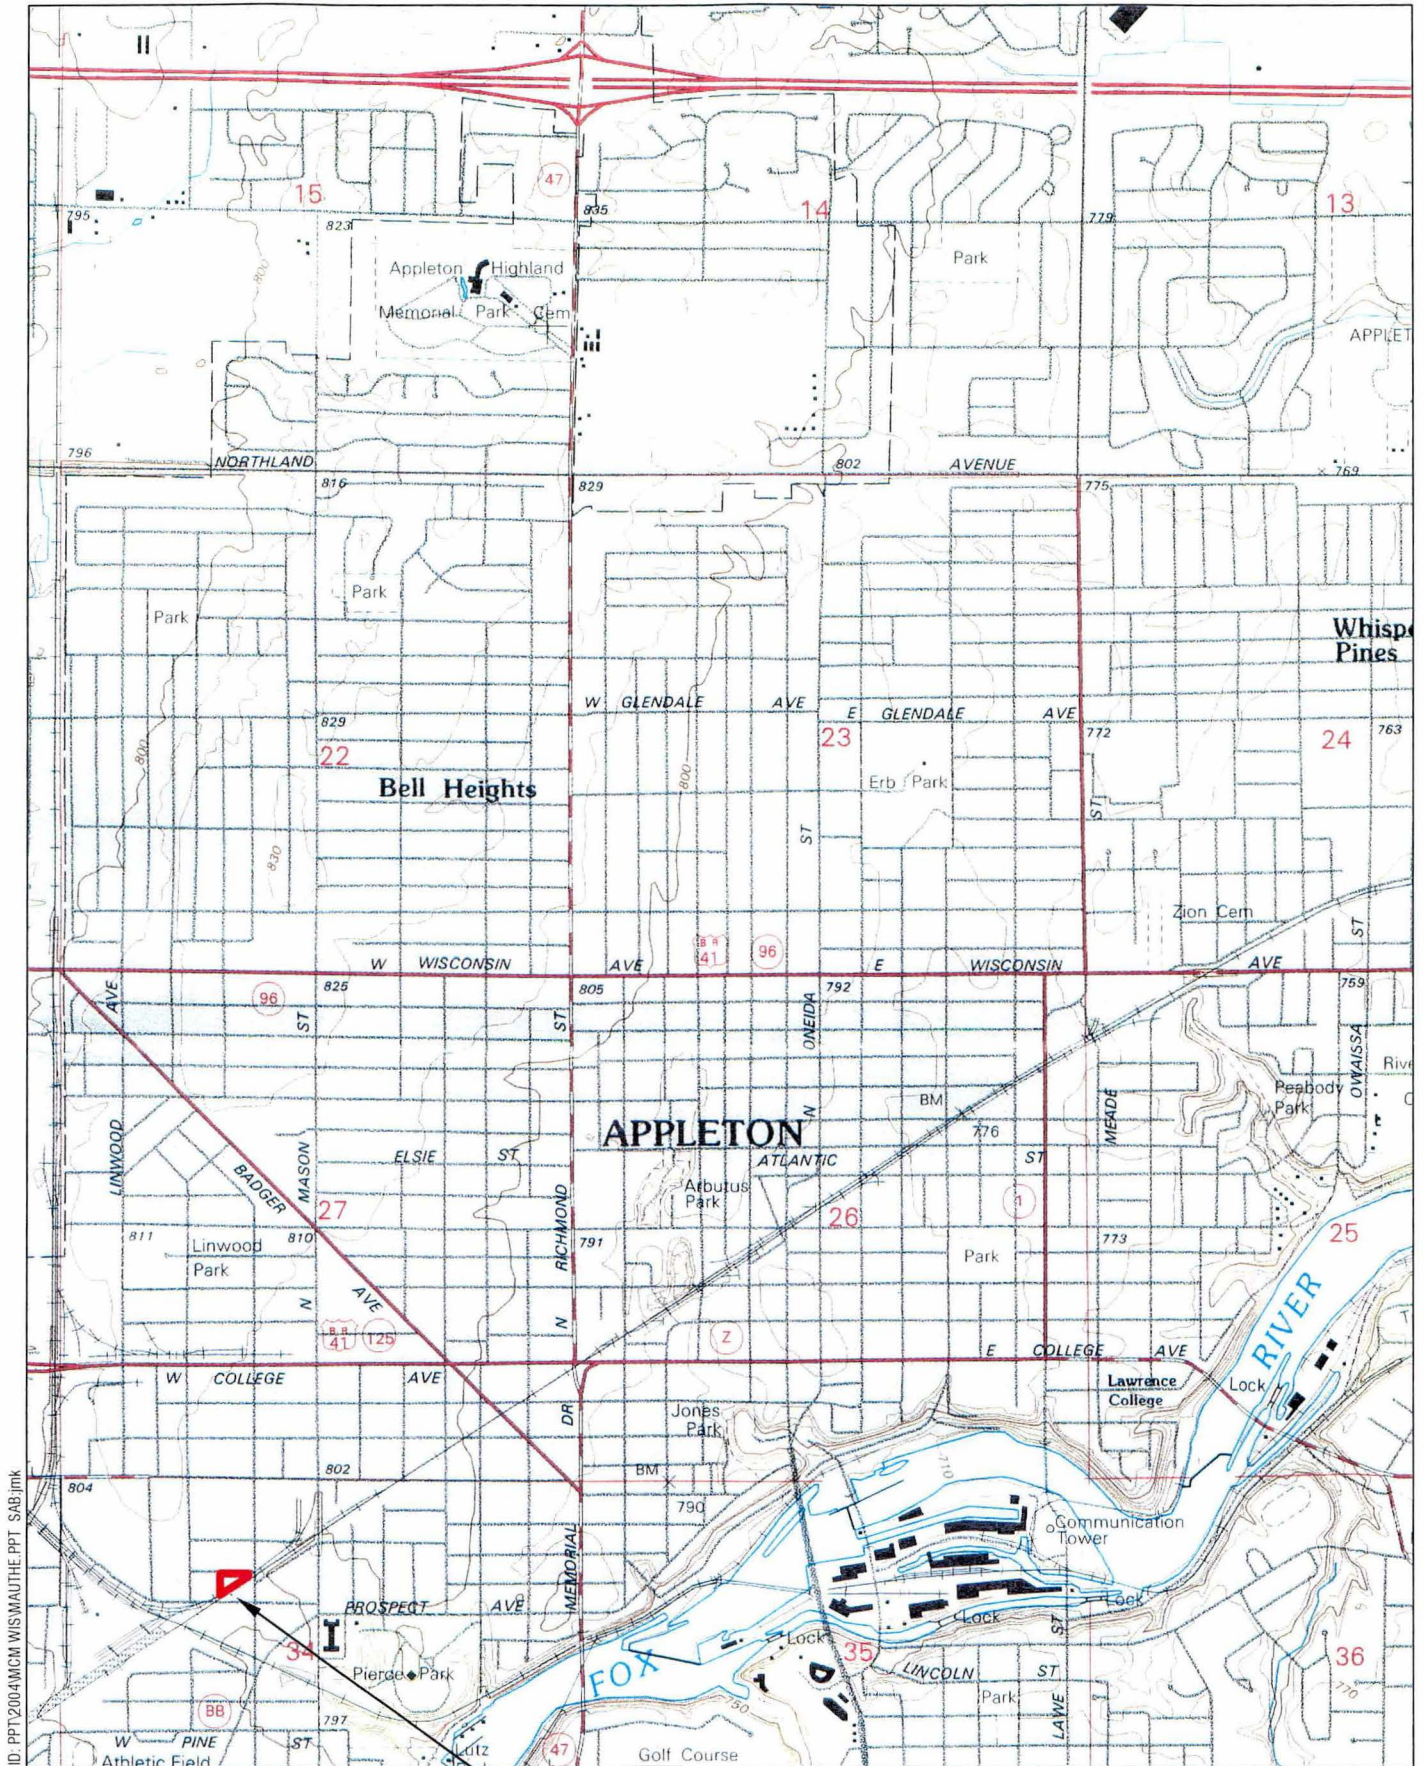 15
47
14
13
795
823
835
779
Park
800
Appleton Highland
Memorial Park Cem
APPLET
796
NORTHLAND
802
AVENUE
769
816
829
775
Park
Park
Whisp
Pines
W GLENDALE AVE
E GLENDALE AVE
829
22
23
772
24
763
800
800
Bell Heights
Erb Park
ST
ST
830
Zion Cem
ST
W WISCONSIN AVE
B R
41
96
E WISCONSIN AVE
AVE
96
825
ST
805
ST
792
ONEIDA
759
OWAISSA
Peabody
Park
BM
N
MEADE
APPLETON
776
LINWOOD
BADGER
MASON
ELSIE ST
ATLANTIC ST
Arbutus
Park
RICHMOND
27
26
1
25
811
810
791
773
Linwood
Park
Park
AVE
N
N
RIVER
B R
41
125
Z
E COLLEGE AVE
W COLLEGE AVE
Lawrence
College
Lock
DR
Jones
Park
802
BM
710
804
790
Communication
Tower
MEMORIAL
PROSPECT AVE
Lock
Lock
ST
34
Lock
35
36
Pierce Park
FOX
LINCOLN ST
770
Park
LAWE
BB
750
797
W PINE ST
Athletic Field
Lutz
47
Golf Course
ID: PPT\2004\MCM WIS\MAUTHE.PPT SAB:jmk